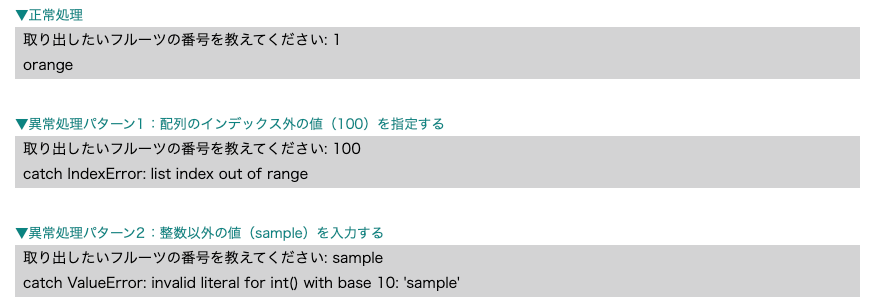 ▼正常処理
取り出したいフルーツの番号を教えてください: 1
orange
▼異常処理パターン1：配列のインデックス外の値（100）を指定する
取り出したいフルーツの番号を教えてください: 100
catch IndexError: list index out of range
▼異常処理パターン2：整数以外の値（sample）を入力する
取り出したいフルーツの番号を教えてください: sample
catch ValueError: invalid literal for int() with base 10: 'sample'